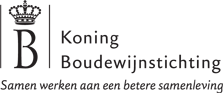 B
Koning
Boudewijnstichting
Samen werken aan een betere samenleving